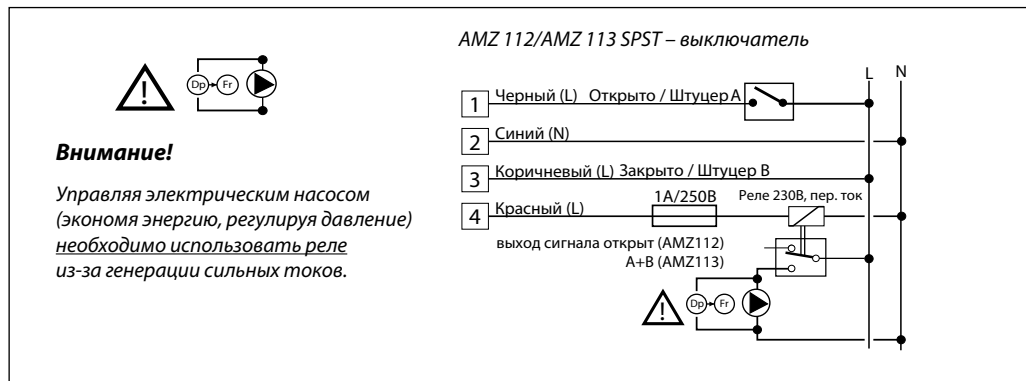 Dp Fr
Внимание!
Управляя электрическим насосом
(экономя энергию, регулируя давление)
необходимо использовать реле
из-за генерации сильных токов.
AMZ 112/AMZ 113 SPST – выключатель
L N
1 Черный (L) Открыто / Штуцер A
2 Синий (N)
3 Коричневый (L) Закрыто / Штуцер B
4 Красный (L) 1A/250В Реле 230В, пер. ток
выход сигнала открыт (AMZ112)
A+B (AMZ113)
Dp Fr